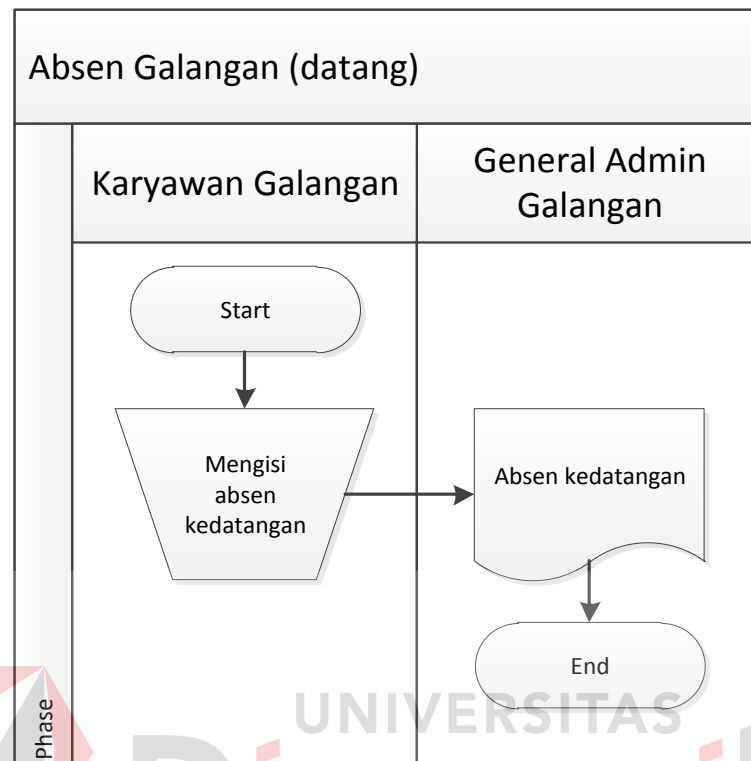 Absen Galangan (datang)
Karyawan Galangan
General Admin
Galangan
Start
Mengisi
absen
kedatangan
Absen kedatangan
End
Phase
UNIVERSITAS